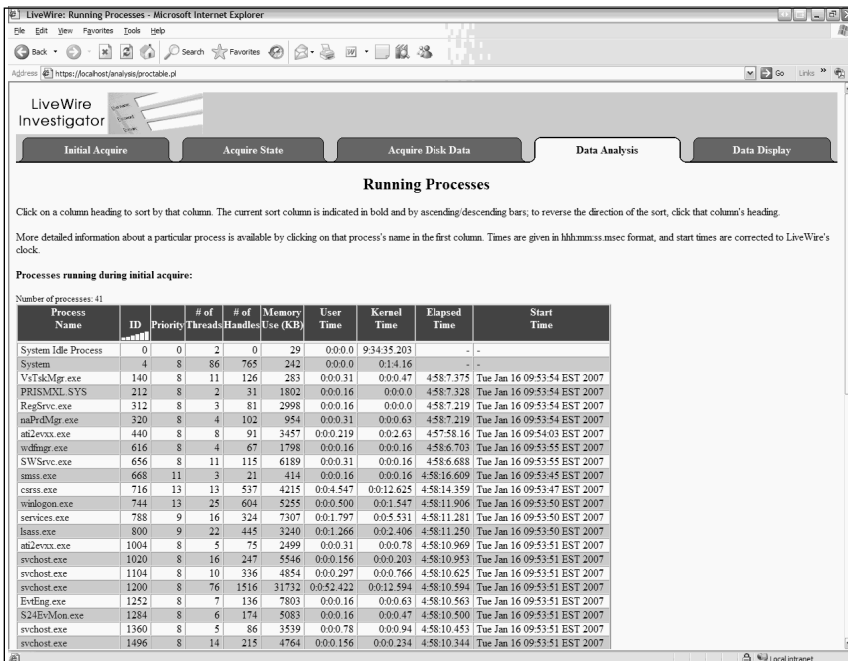 LiveWire: Running Processes - Microsoft Internet Explorer
File Edit View Favorites Tools Help
Back Search Favorites
Address https://localhost/analysis/proctable.pl Go Links »
LiveWire
Investigator
Initial Acquire Acquire State Acquire Disk Data Data Analysis Data Display
Running Processes
Click on a column heading to sort by that column. The current sort column is indicated in bold and by ascending/descending bars; to reverse the direction of the sort, click that column's heading.
More detailed information about a particular process is available by clicking on that process's name in the first column. Times are given in hhh:mm:ss.msec format, and start times are corrected to LiveWire's
clock.
Processes running during initial acquire:
Number of processes: 41
Process Name ID Priority # of Threads # of Handles Memory Use (KB) User Time Kernel Time Elapsed Time Start Time
System Idle Process 0 0 2 0 29 0:0:0.0 9:34:35.203 - -
System 4 8 86 765 242 0:0:0.0 0:1:4.16 - -
VsTskMgr.exe 140 8 11 126 283 0:0:0.31 0:0:0.47 4:58:7.375 Tue Jan 16 09:53:54 EST 2007
PRISMXL.SYS 212 8 2 31 1802 0:0:0.16 0:0:0.0 4:58:7.328 Tue Jan 16 09:53:54 EST 2007
RegSrvc.exe 312 8 3 81 2998 0:0:0.16 0:0:0.0 4:58:7.219 Tue Jan 16 09:53:54 EST 2007
naPrdMgr.exe 320 8 4 102 954 0:0:0.31 0:0:0.63 4:58:7.219 Tue Jan 16 09:53:54 EST 2007
ati2evxx.exe 440 8 8 91 3457 0:0:0.219 0:0:2.63 4:57:58.16 Tue Jan 16 09:54:03 EST 2007
wdfmgr.exe 616 8 4 67 1798 0:0:0.16 0:0:0.16 4:58:6.703 Tue Jan 16 09:53:55 EST 2007
SWSrvc.exe 656 8 11 115 6189 0:0:0.31 0:0:0.16 4:58:6.688 Tue Jan 16 09:53:55 EST 2007
smss.exe 668 11 3 21 414 0:0:0.16 0:0:0.16 4:58:16.609 Tue Jan 16 09:53:45 EST 2007
csrss.exe 716 13 13 537 4215 0:0:4.547 0:0:12.625 4:58:14.359 Tue Jan 16 09:53:47 EST 2007
winlogon.exe 744 13 25 604 5255 0:0:0.500 0:0:1.547 4:58:11.906 Tue Jan 16 09:53:50 EST 2007
services.exe 788 9 16 324 7307 0:0:1.797 0:0:5.531 4:58:11.281 Tue Jan 16 09:53:50 EST 2007
lsass.exe 800 9 22 445 3240 0:0:1.266 0:0:2.406 4:58:11.250 Tue Jan 16 09:53:50 EST 2007
ati2evxx.exe 1004 8 5 75 2499 0:0:0.31 0:0:0.78 4:58:10.969 Tue Jan 16 09:53:51 EST 2007
svchost.exe 1020 8 16 247 5546 0:0:0.156 0:0:0.203 4:58:10.953 Tue Jan 16 09:53:51 EST 2007
svchost.exe 1104 8 10 336 4854 0:0:0.297 0:0:0.766 4:58:10.625 Tue Jan 16 09:53:51 EST 2007
svchost.exe 1200 8 76 1516 31732 0:0:52.422 0:0:12.594 4:58:10.594 Tue Jan 16 09:53:51 EST 2007
EvtEng.exe 1252 8 7 136 7803 0:0:0.16 0:0:0.63 4:58:10.563 Tue Jan 16 09:53:51 EST 2007
S24EvMon.exe 1284 8 6 174 5083 0:0:0.16 0:0:0.47 4:58:10.500 Tue Jan 16 09:53:51 EST 2007
svchost.exe 1360 8 5 86 3539 0:0:0.78 0:0:0.94 4:58:10.453 Tue Jan 16 09:53:51 EST 2007
svchost.exe 1496 8 14 215 4764 0:0:0.156 0:0:0.234 4:58:10.344 Tue Jan 16 09:53:51 EST 2007
Local intranet